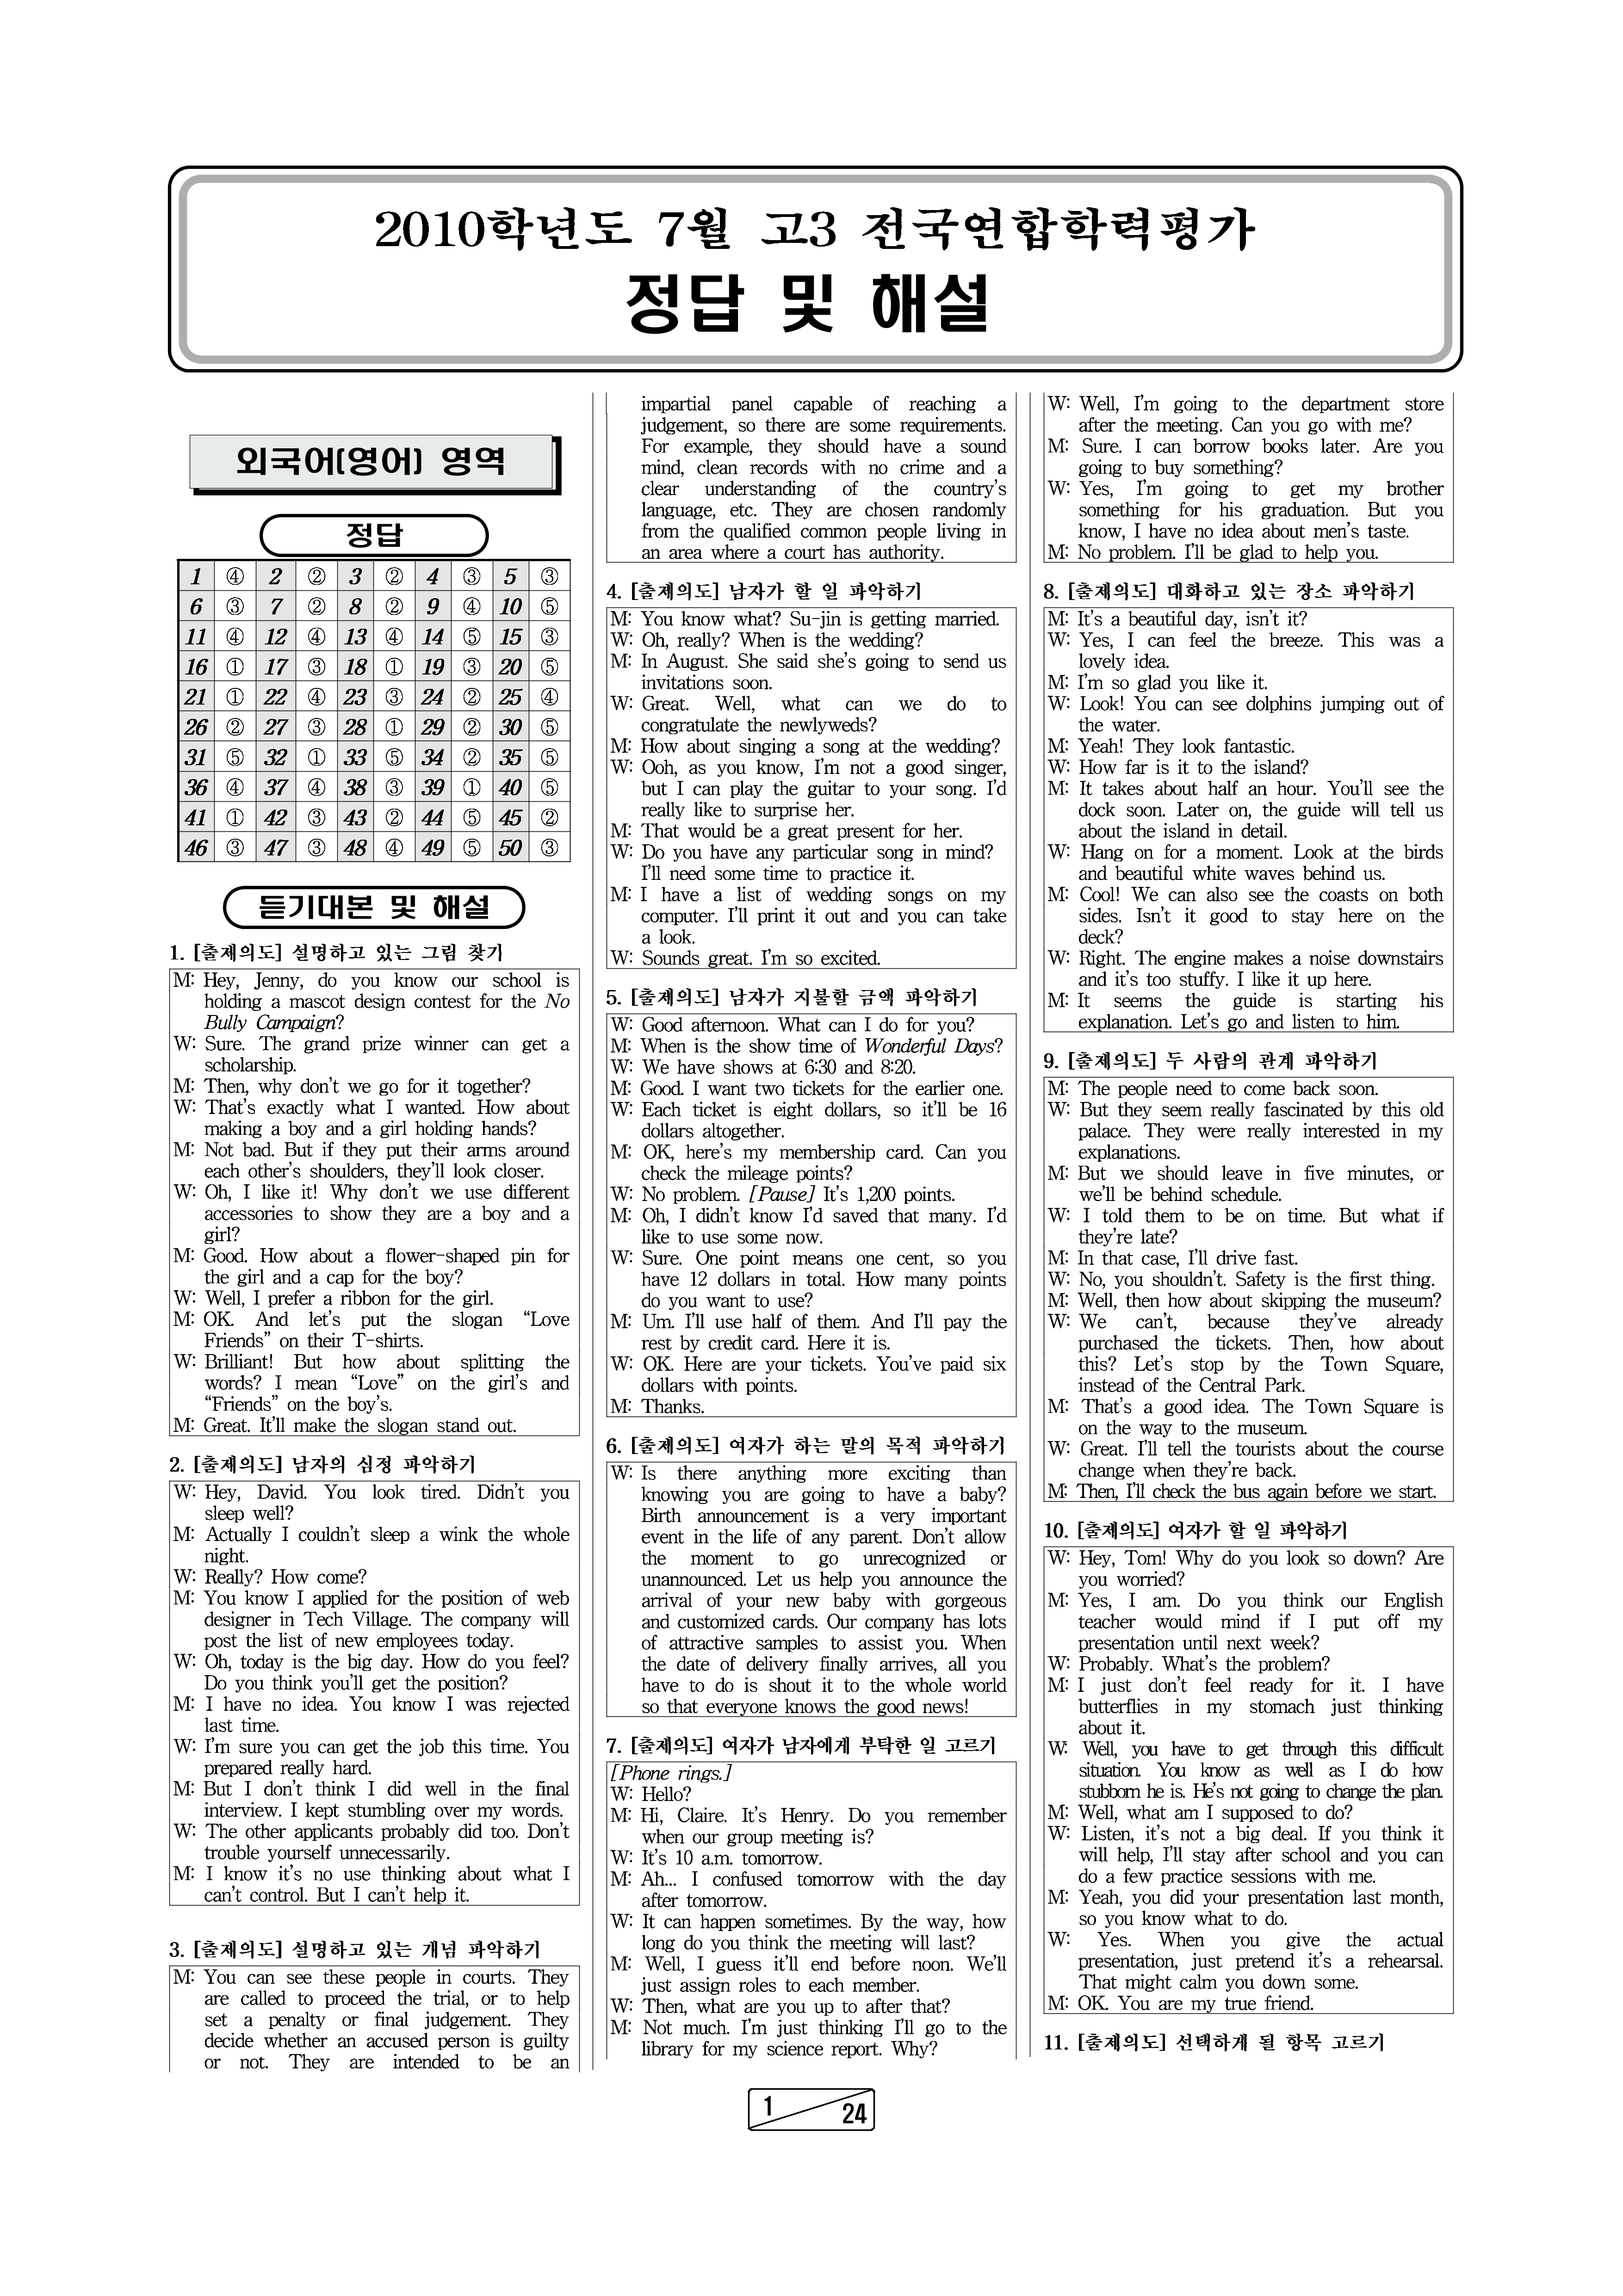 2010학년도 7월 고3 전국연합학력평가
정답 및 해설
외국어(영어) 영역
정답
1 ④ 2 ② 3 ② 4 ③ 5 ③
6 ③ 7 ② 8 ② 9 ④ 10 ⑤
11 ④ 12 ④ 13 ④ 14 ⑤ 15 ③
16 ① 17 ③ 18 ① 19 ③ 20 ⑤
21 ① 22 ④ 23 ③ 24 ② 25 ④
26 ② 27 ③ 28 ① 29 ② 30 ⑤
31 ⑤ 32 ① 33 ⑤ 34 ② 35 ⑤
36 ④ 37 ④ 38 ③ 39 ① 40 ⑤
41 ① 42 ③ 43 ② 44 ⑤ 45 ②
46 ③ 47 ③ 48 ④ 49 ⑤ 50 ③
듣기대본 및 해설
1. [출제의도] 설명하고 있는 그림 찾기
M: Hey, Jenny, do you know our school is
holding a mascot design contest for the No
Bully Campaign?
W: Sure. The grand prize winner can get a
scholarship.
M: Then, why don't we go for it together?
W: That's exactly what I wanted. How about
making a boy and a girl holding hands?
M: Not bad. But if they put their arms around
each other's shoulders, they'll look closer.
W: Oh, I like it! Why don't we use different
accessories to show they are a boy and a
girl?
M: Good. How about a flower-shaped pin for
the girl and a cap for the boy?
W: Well, I prefer a ribbon for the girl.
M: OK. And let's put the slogan "Love
Friends" on their T-shirts.
W: Brilliant! But how about splitting the
words? I mean "Love" on the girl's and
"Friends" on the boy's.
M: Great. It'll make the slogan stand out.
2. [출제의도] 남자의 심정 파악하기
W: Hey, David. You look tired. Didn't you
sleep well?
M: Actually I couldn't sleep a wink the whole
night.
W: Really? How come?
M: You know I applied for the position of web
designer in Tech Village. The company will
post the list of new employees today.
W: Oh, today is the big day. How do you feel?
Do you think you'll get the position?
M: I have no idea. You know I was rejected
last time.
W: I'm sure you can get the job this time. You
prepared really hard.
M: But I don't think I did well in the final
interview. I kept stumbling over my words.
W: The other applicants probably did too. Don't
trouble yourself unnecessarily.
M: I know it's no use thinking about what I
can't control. But I can't help it.
3. [출제의도] 설명하고 있는 개념 파악하기
M: You can see these people in courts. They
are called to proceed the trial, or to help
set a penalty or final judgement. They
decide whether an accused person is guilty
or not. They are intended to be an
impartial panel capable of reaching a
judgement, so there are some requirements.
For example, they should have a sound
mind, clean records with no crime and a
clear understanding of the country's
language, etc. They are chosen randomly
from the qualified common people living in
an area where a court has authority.
4. [출제의도] 남자가 할 일 파악하기
M: You know what? Su-jin is getting married.
W: Oh, really? When is the wedding?
M: In August. She said she's going to send us
invitations soon.
W: Great. Well, what can we do to
congratulate the newlyweds?
M: How about singing a song at the wedding?
W: Ooh, as you know, I'm not a good singer,
but I can play the guitar to your song. I'd
really like to surprise her.
M: That would be a great present for her.
W: Do you have any particular song in mind?
I'll need some time to practice it.
M: I have a list of wedding songs on my
computer. I'll print it out and you can take
a look.
W: Sounds great. I'm so excited.
5. [출제의도] 남자가 지불할 금액 파악하기
W: Good afternoon. What can I do for you?
M: When is the show time of Wonderful Days?
W: We have shows at 6:30 and 8:20.
M: Good. I want two tickets for the earlier one.
W: Each ticket is eight dollars, so it'll be 16
dollars altogether.
M: OK, here's my membership card. Can you
check the mileage points?
W: No problem. [Pause] It's 1,200 points.
M: Oh, I didn't know I'd saved that many. I'd
like to use some now.
W: Sure. One point means one cent, so you
have 12 dollars in total. How many points
do you want to use?
M: Um. I'll use half of them. And I'll pay the
rest by credit card. Here it is.
W: OK. Here are your tickets. You've paid six
dollars with points.
M: Thanks.
6. [출제의도] 여자가 하는 말의 목적 파악하기
W: Is there anything more exciting than
knowing you are going to have a baby?
Birth announcement is a very important
event in the life of any parent. Don't allow
the moment to go unrecognized or
unannounced. Let us help you announce the
arrival of your new baby with gorgeous
and customized cards. Our company has lots
of attractive samples to assist you. When
the date of delivery finally arrives, all you
have to do is shout it to the whole world
so that everyone knows the good news!
7. [출제의도] 여자가 남자에게 부탁한 일 고르기
[Phone rings.]
W: Hello?
M: Hi, Claire. It's Henry. Do you remember
when our group meeting is?
W: It's 10 a.m. tomorrow.
M: Ah... I confused tomorrow with the day
after tomorrow.
W: It can happen sometimes. By the way, how
long do you think the meeting will last?
M: Well, I guess it'll end before noon. We'll
just assign roles to each member.
W: Then, what are you up to after that?
M: Not much. I'm just thinking I'll go to the
library for my science report. Why?
W: Well, I'm going to the department store
after the meeting. Can you go with me?
M: Sure. I can borrow books later. Are you
going to buy something?
W: Yes, I'm going to get my brother
something for his graduation. But you
know, I have no idea about men's taste.
M: No problem. I'll be glad to help you.
8. [출제의도] 대화하고 있는 장소 파악하기
M: It's a beautiful day, isn't it?
W: Yes, I can feel the breeze. This was a
lovely idea.
M: I'm so glad you like it.
W: Look! You can see dolphins jumping out of
the water.
M: Yeah! They look fantastic.
W: How far is it to the island?
M: It takes about half an hour. You'll see the
dock soon. Later on, the guide will tell us
about the island in detail.
W: Hang on for a moment. Look at the birds
and beautiful white waves behind us.
M: Cool! We can also see the coasts on both
sides. Isn't it good to stay here on the
deck?
W: Right. The engine makes a noise downstairs
and it's too stuffy. I like it up here.
M: It seems the guide is starting his
explanation. Let's go and listen to him.
9. [출제의도] 두 사람의 관계 파악하기
M: The people need to come back soon.
W: But they seem really fascinated by this old
palace. They were really interested in my
explanations.
M: But we should leave in five minutes, or
we'll be behind schedule.
W: I told them to be on time. But what if
they're late?
M: In that case, I'll drive fast.
W: No, you shouldn't. Safety is the first thing.
M: Well, then how about skipping the museum?
W: We can't, because they've already
purchased the tickets. Then, how about
this? Let's stop by the Town Square,
instead of the Central Park.
M: That's a good idea. The Town Square is
on the way to the museum.
W: Great. I'll tell the tourists about the course
change when they're back.
M: Then, I'll check the bus again before we start.
10. [출제의도] 여자가 할 일 파악하기
W: Hey, Tom! Why do you look so down? Are
you worried?
M: Yes, I am. Do you think our English
teacher would mind if I put off my
presentation until next week?
W: Probably. What's the problem?
M: I just don't feel ready for it. I have
butterflies in my stomach just thinking
about it.
W: Well, you have to get through this difficult
situation. You know as well as I do how
stubborn he is. He's not going to change the plan.
M: Well, what am I supposed to do?
W: Listen, it's not a big deal. If you think it
will help, I'll stay after school and you can
do a few practice sessions with me.
M: Yeah, you did your presentation last month,
so you know what to do.
W: Yes. When you give the actual
presentation, just pretend it's a rehearsal.
That might calm you down some.
M: OK. You are my true friend.
11. [출제의도] 선택하게 될 항목 고르기
1
24